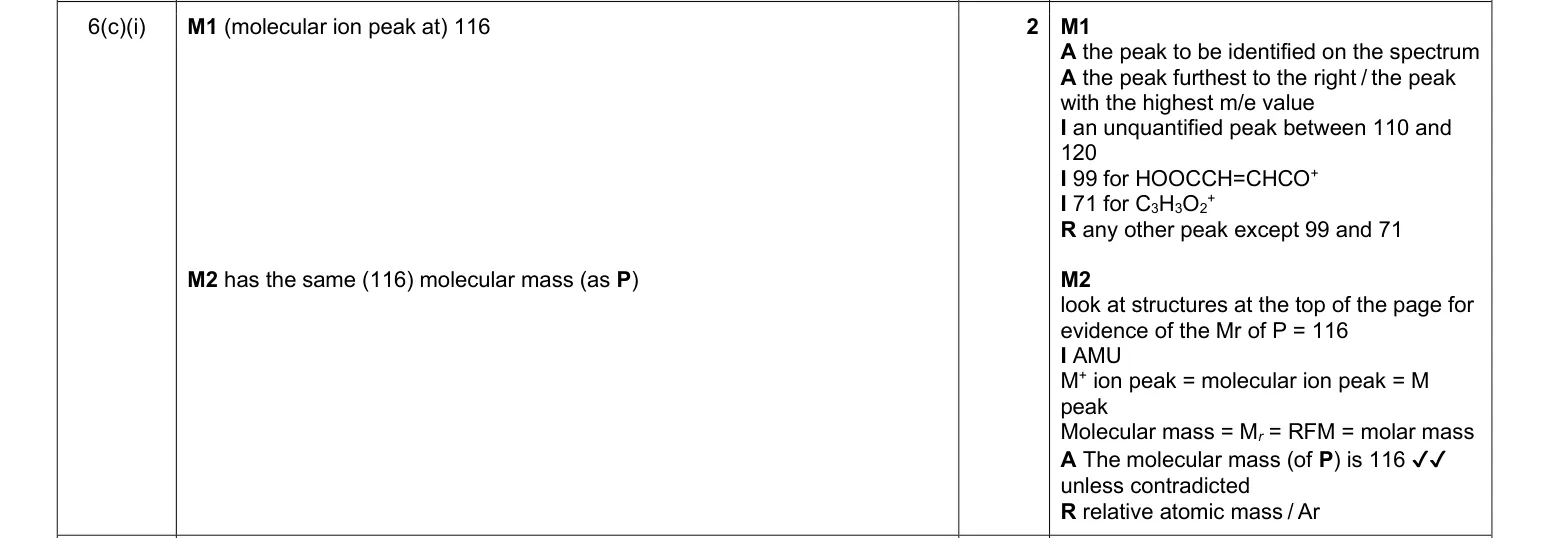 6(c)(i)
M1 (molecular ion peak at) 116
M2 has the same (116) molecular mass (as P)
2
M1
A the peak to be identified on the spectrum
A the peak furthest to the right / the peak
with the highest m/e value
I an unquantified peak between 110 and
120
I 99 for HOOCCH=CHCO⁺
I 71 for C₃H₃O₂⁺
R any other peak except 99 and 71
M2
look at structures at the top of the page for
evidence of the Mr of P = 116
I AMU
M⁺ ion peak = molecular ion peak = M
peak
Molecular mass = Mᵣ = RFM = molar mass
A The molecular mass (of P) is 116 ✓✓
unless contradicted
R relative atomic mass / Ar